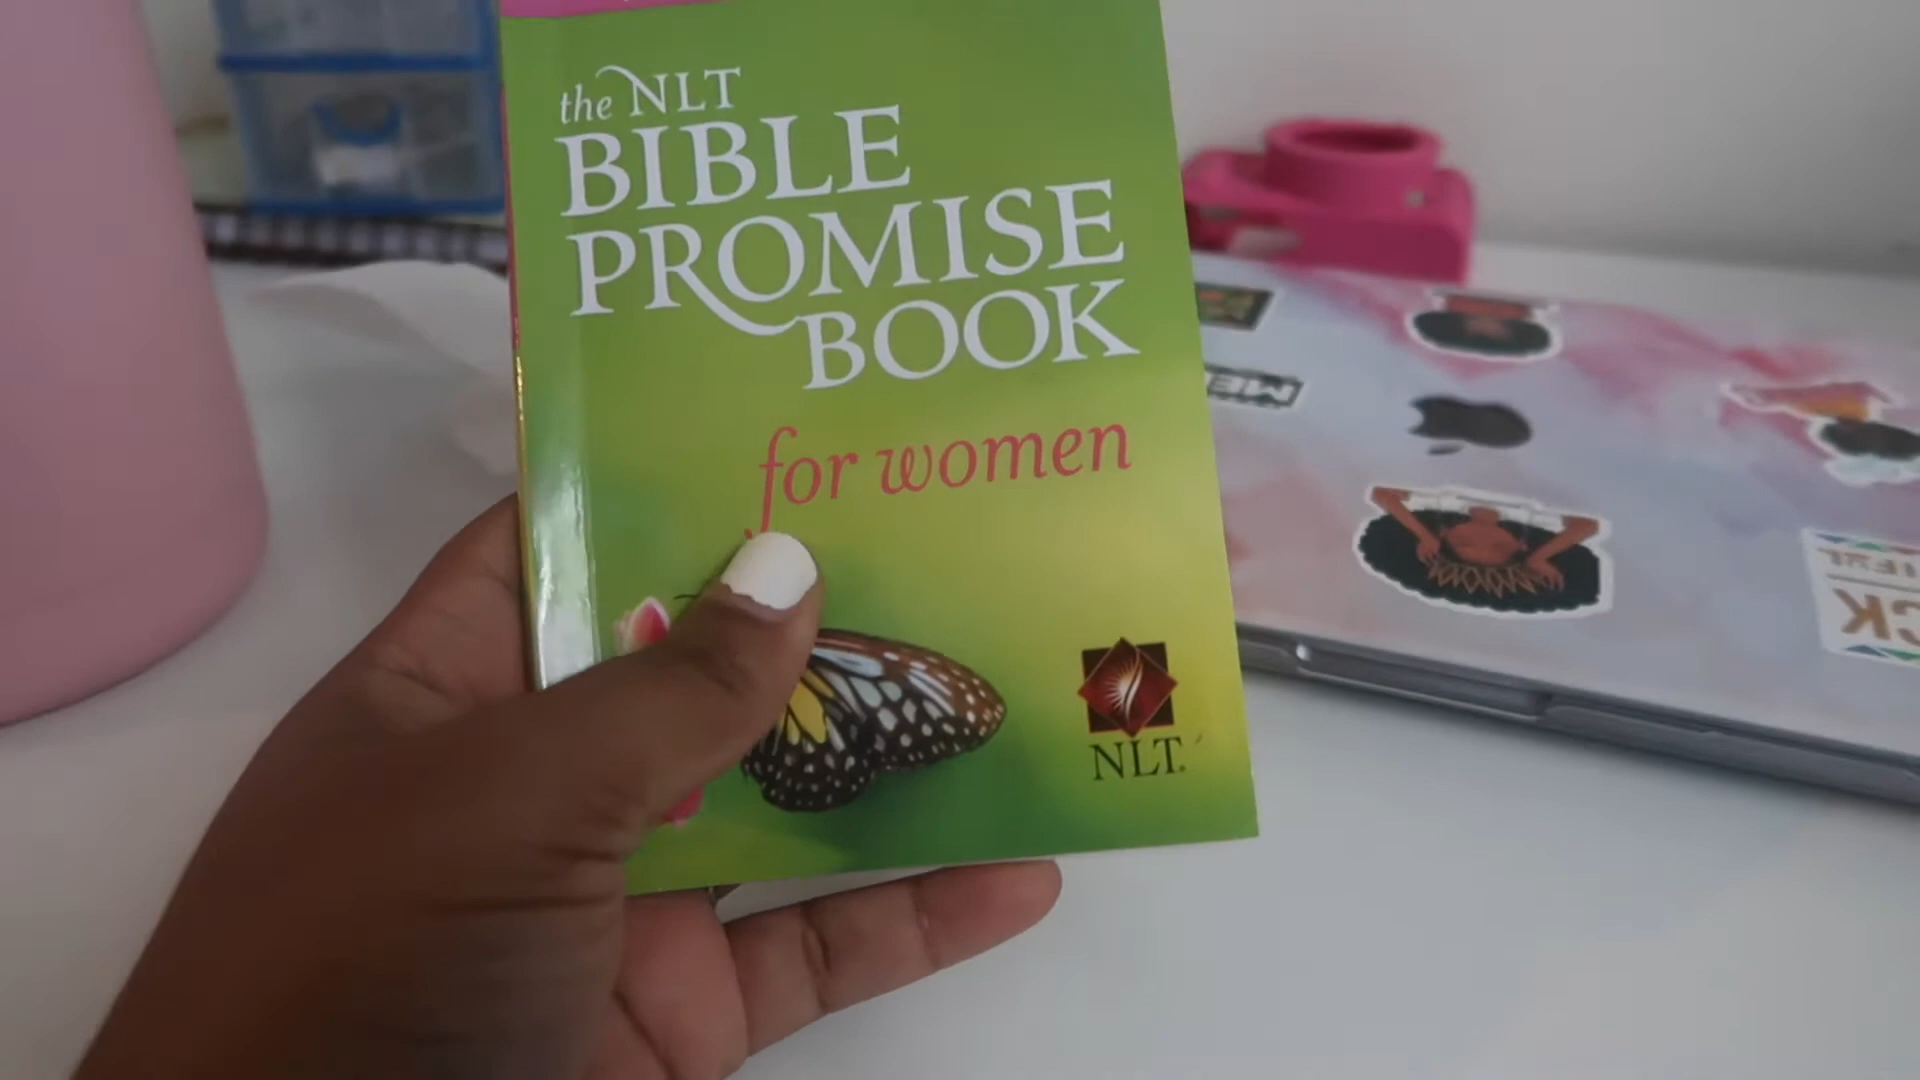 the NLT
BIBLE
PROMISE
BOOK
for women
NLT.